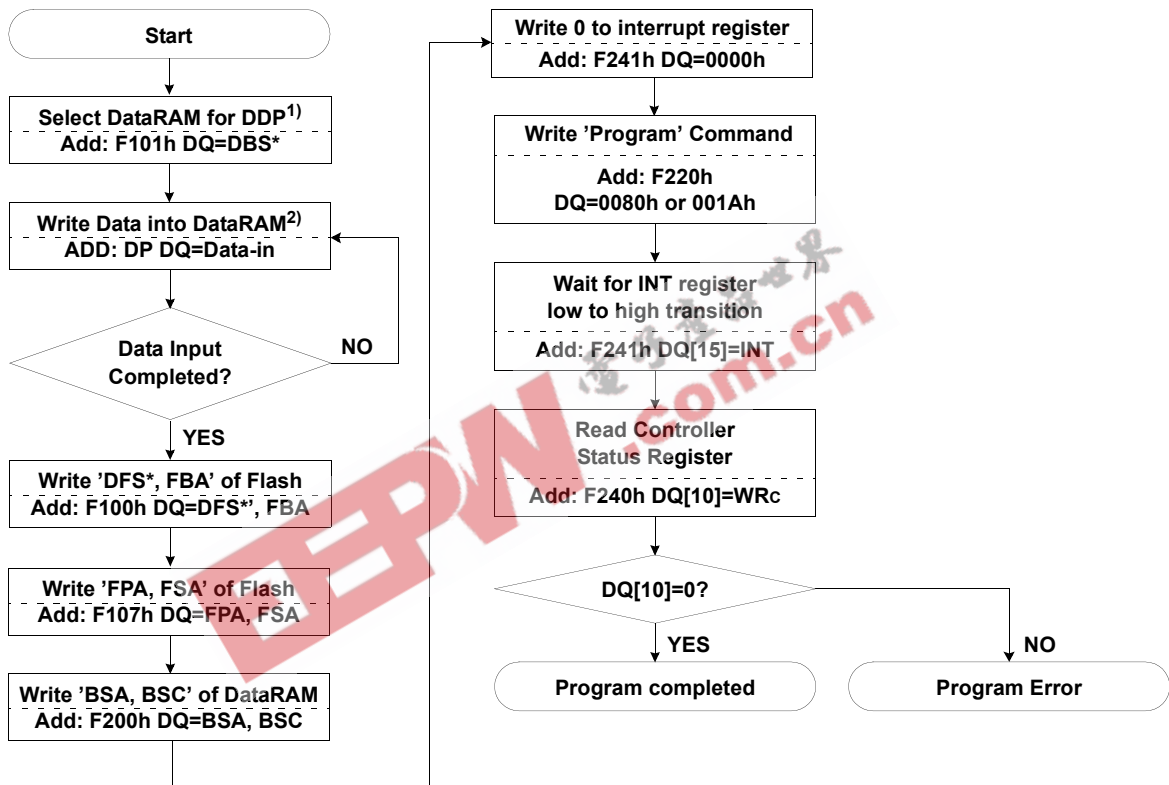 Start
Select DataRAM for DDP1)
Add: F101h DQ=DBS*
Write Data into DataRAM2)
ADD: DP DQ=Data-in
Data Input
Completed?
NO
YES
Write ’DFS*, FBA’ of Flash
Add: F100h DQ=DFS*’, FBA
Write ’FPA, FSA’ of Flash
Add: F107h DQ=FPA, FSA
Write ’BSA, BSC’ of DataRAM
Add: F200h DQ=BSA, BSC
Write 0 to interrupt register
Add: F241h DQ=0000h
Write ’Program’ Command
Add: F220h
DQ=0080h or 001Ah
Wait for INT register
low to high transition
Add: F241h DQ[15]=INT
Read Controller
Status Register
Add: F240h DQ[10]=WRc
DQ[10]=0?
YES
NO
Program completed
Program Error
EEPW.com.cn
世界